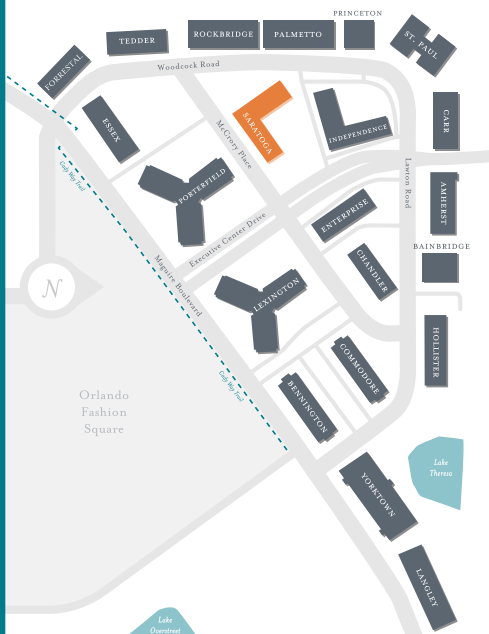 PRINCETON
TEDDER
ROCKBRIDGE
PALMETTO
ST. PAUL
FORRESTAL
Woodcock Road
ESSEX
SARATOGA
McCrory Place
INDEPENDENCE
CARR
Cady Way Trail
PORTERFIELD
Lawton Road
AMHERST
ENTERPRISE
Executive Center Drive
BAINBRIDGE
CHANDLER
Maguire Boulevard
N
LEXINGTON
HOLLISTER
COMMODORE
Cady Way Trail
BENNINGTON
Orlando
Fashion
Square
Lake
Theresa
YORKTOWN
LANGLEY
Lake
Overstreet